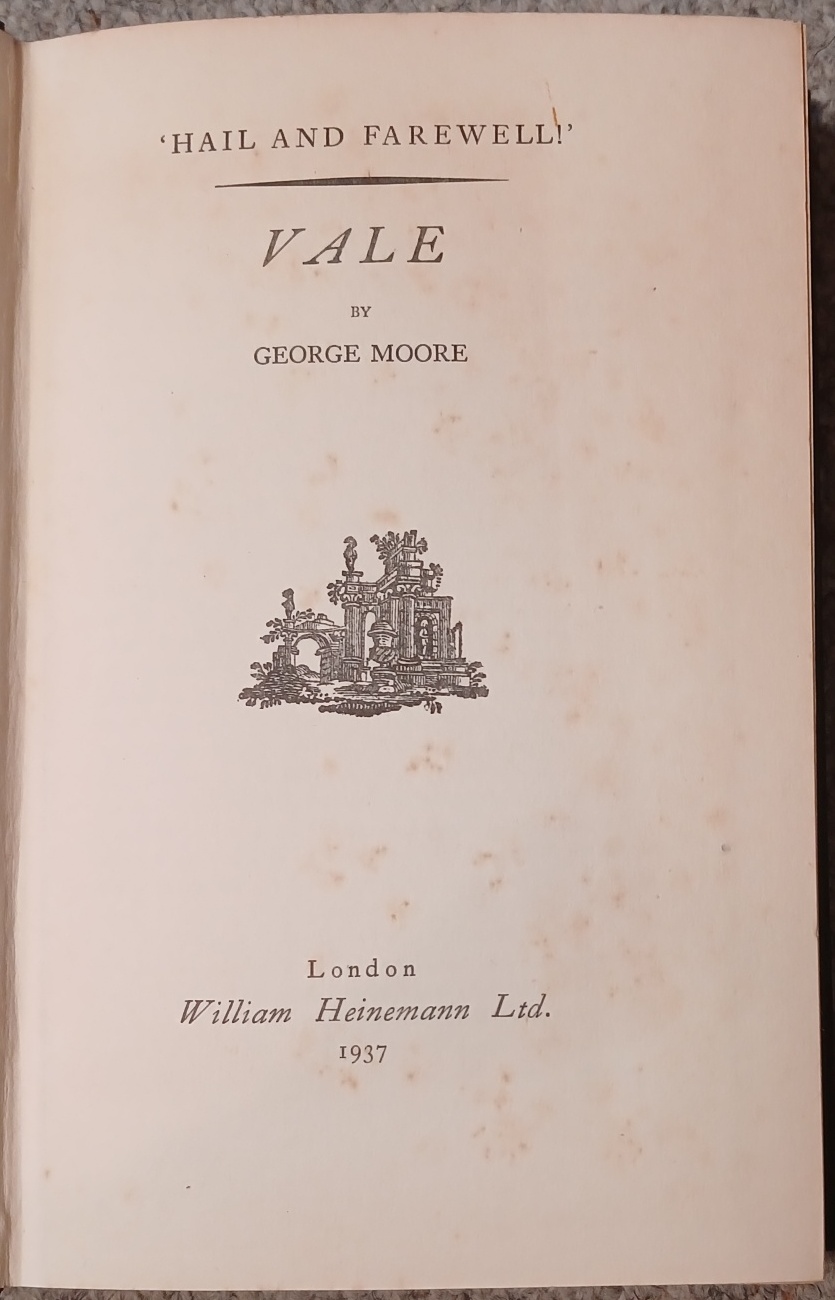 ‘HAIL AND FAREWELL!’
VALE
BY
GEORGE MOORE
London
William Heinemann Ltd.
1937